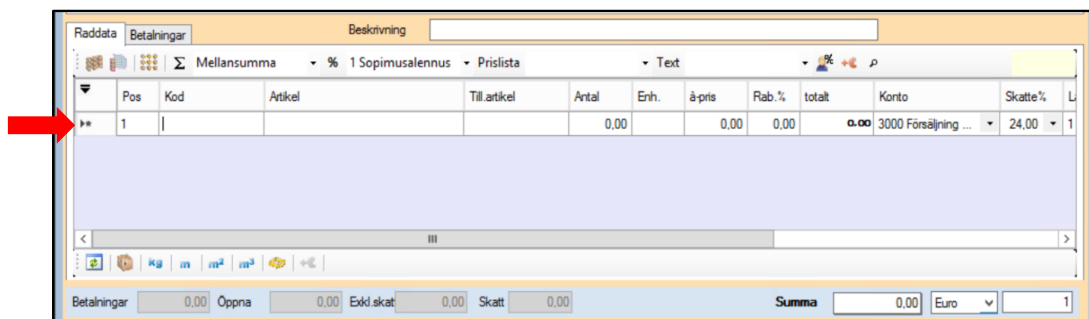 Raddata Betalningar Beskrivning
Σ Mellansumma % 1 Sopimusalennus Prislista Text
Pos Kod Artikel Till.artikel Antal Enh. à-pris Rab.% totalt Konto Skatte%
1 0,00 0,00 0,00 0.00 3000 Försäljning ... 24,00 1
kg m m² m³
Betalningar 0,00 Öppna 0,00 Exkl.skat 0,00 Skatt 0,00 Summa 0,00 Euro 1